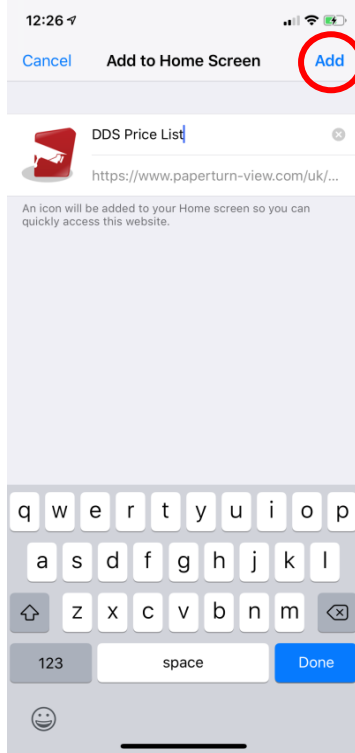 12:26
Cancel Add to Home Screen Add
DDS Price List
https://www.paperturn-view.com/uk/...
An icon will be added to your Home screen so you can
quickly access this website.
q w e r t y u i o p
a s d f g h j k l
z x c v b n m
123 space Done